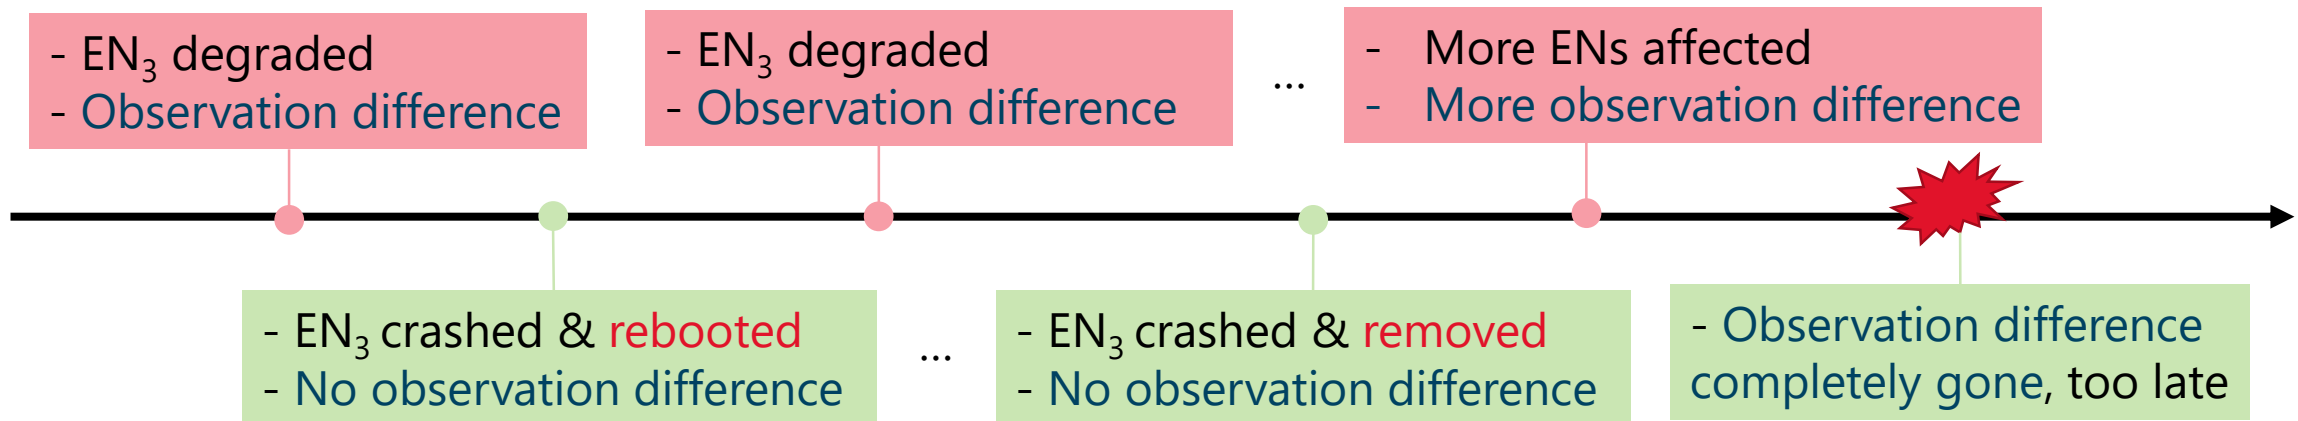 - EN₃ degraded
- Observation difference
- EN₃ degraded
- Observation difference
...
- More ENs affected
- More observation difference
- EN₃ crashed & rebooted
- No observation difference
...
- EN₃ crashed & removed
- No observation difference
- Observation difference
completely gone, too late